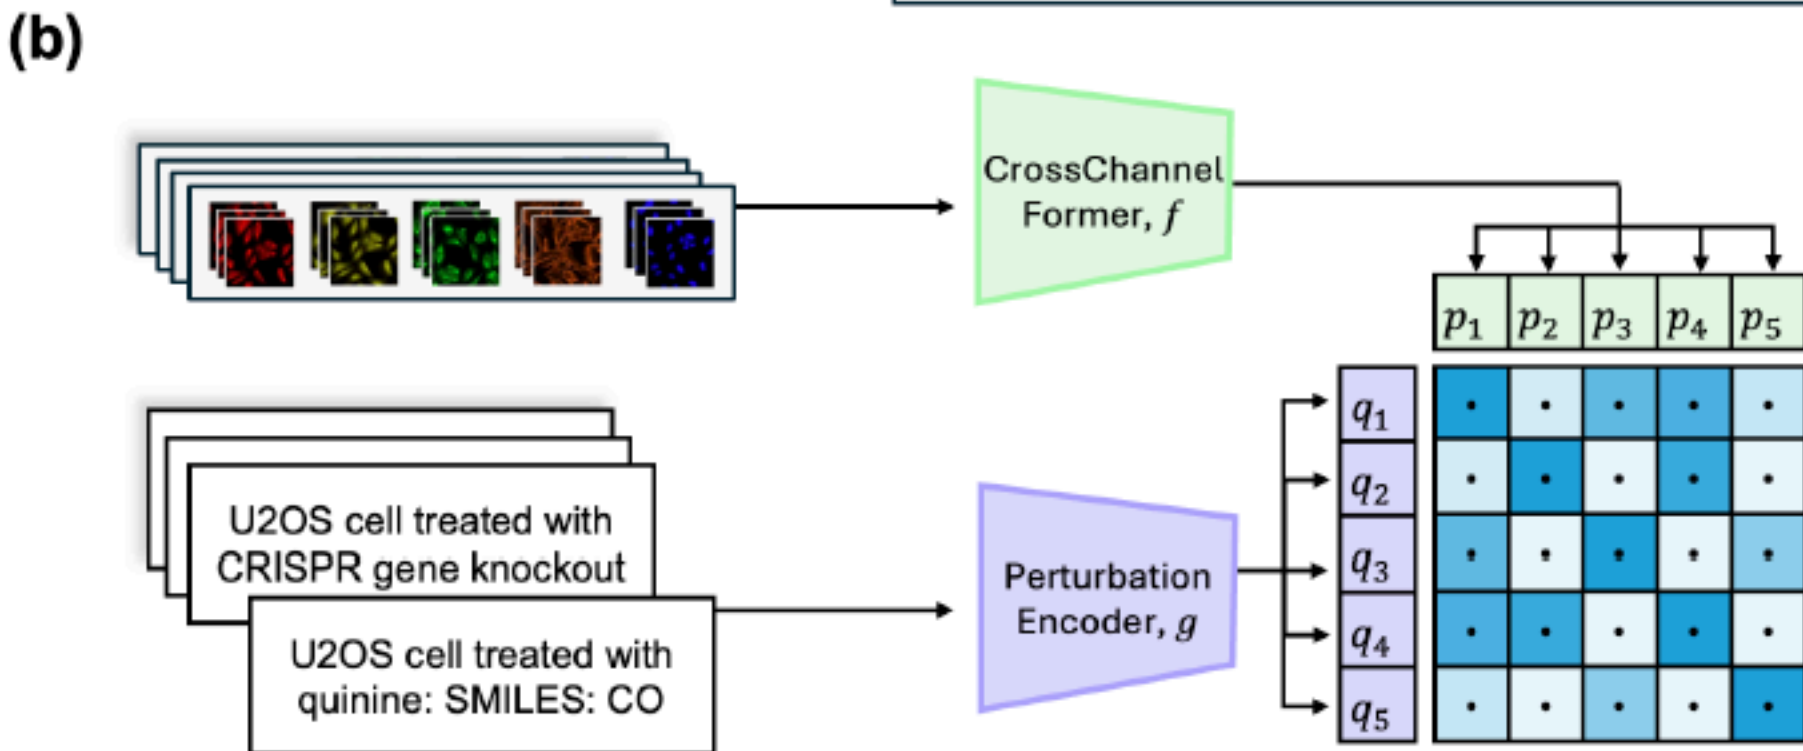 (b)
CrossChannel
Former, f
p₁ p₂ p₃ p₄ p₅
q₁
q₂
q₃
q₄
q₅
U2OS cell treated with
CRISPR gene knockout
U2OS cell treated with
quinine: SMILES: CO
Perturbation
Encoder, g